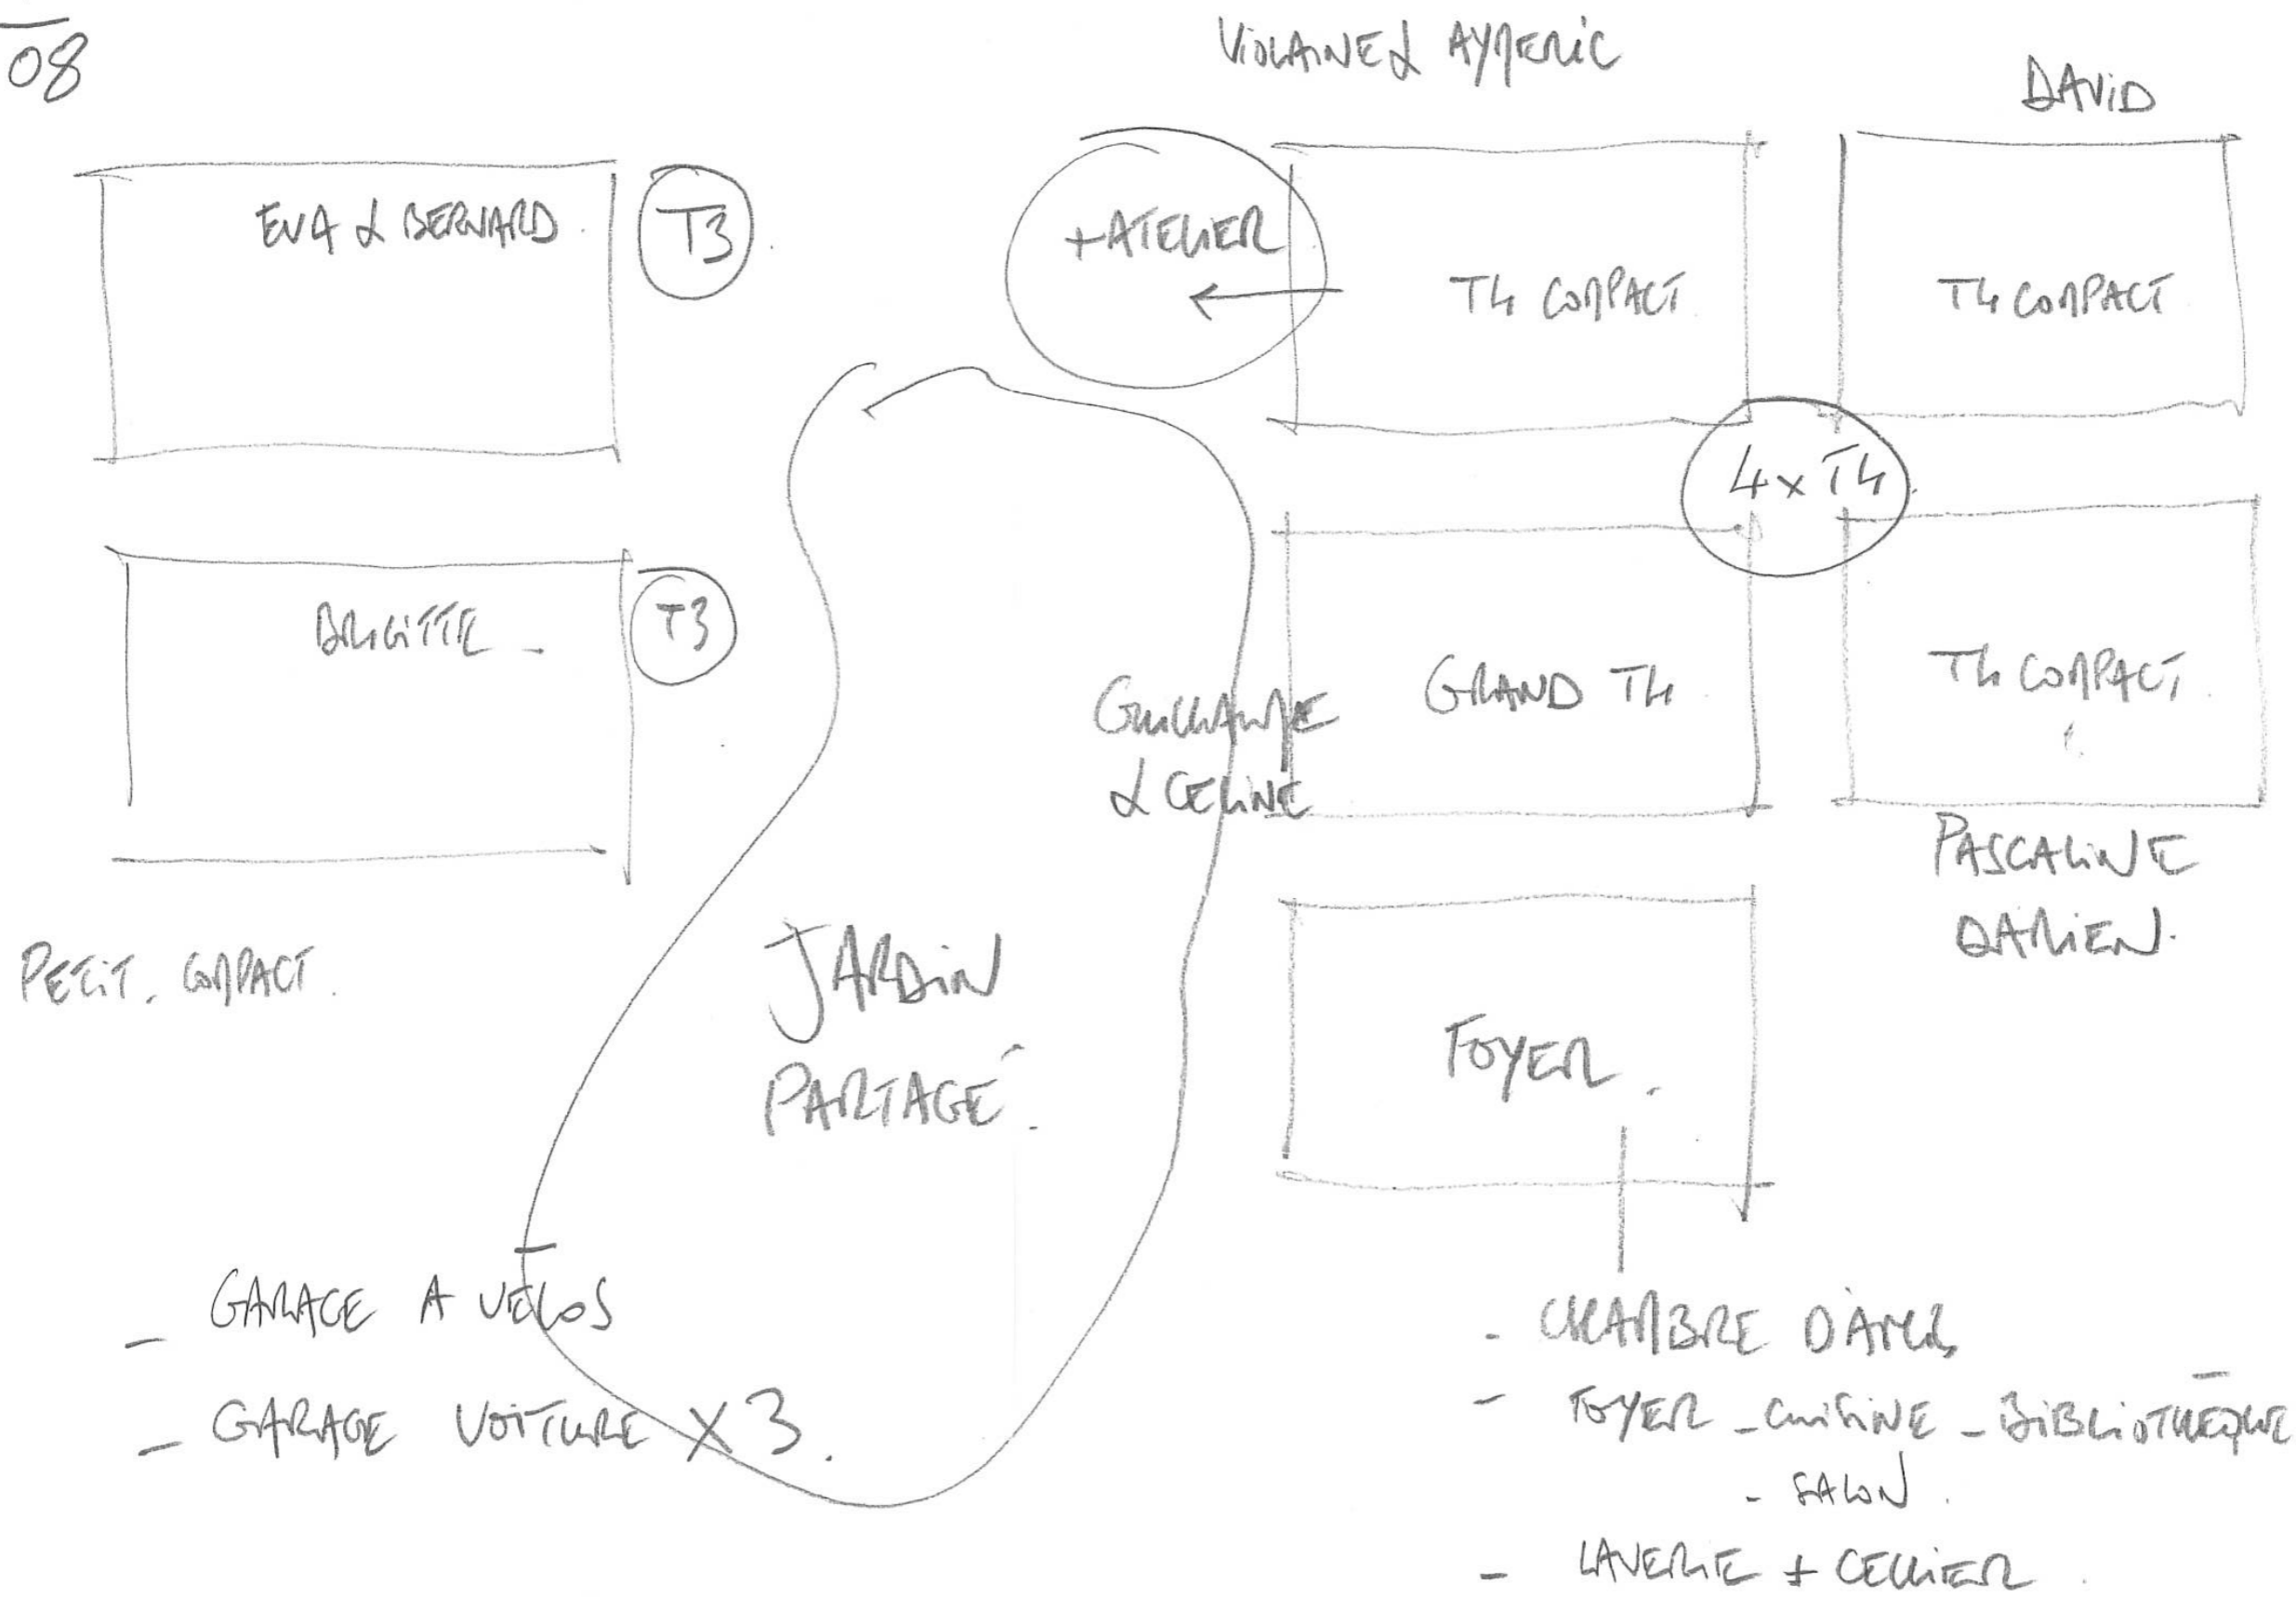 08
VIOLAINE & AYMERIC
DAVID
EVA & BERNARD.
T3
+ ATELIER
T4 COMPACT
T4 COMPACT
4 x T4
BRIGITTE -
T3
GUILLAUME
& CELINE
GRAND T4
T4 COMPACT.
PASCALINE
DAMIEN.
PETIT. COMPACT.
JARDIN
PARTAGÉ.
FOYER.
- GARAGE A VÉLOS
- GARAGE VOITURE X 3.
- CHAMBRE D'AMIS
- FOYER - CUISINE - BIBLIOTHEQUE
- SALON.
- LAVERIE + CELLIER.